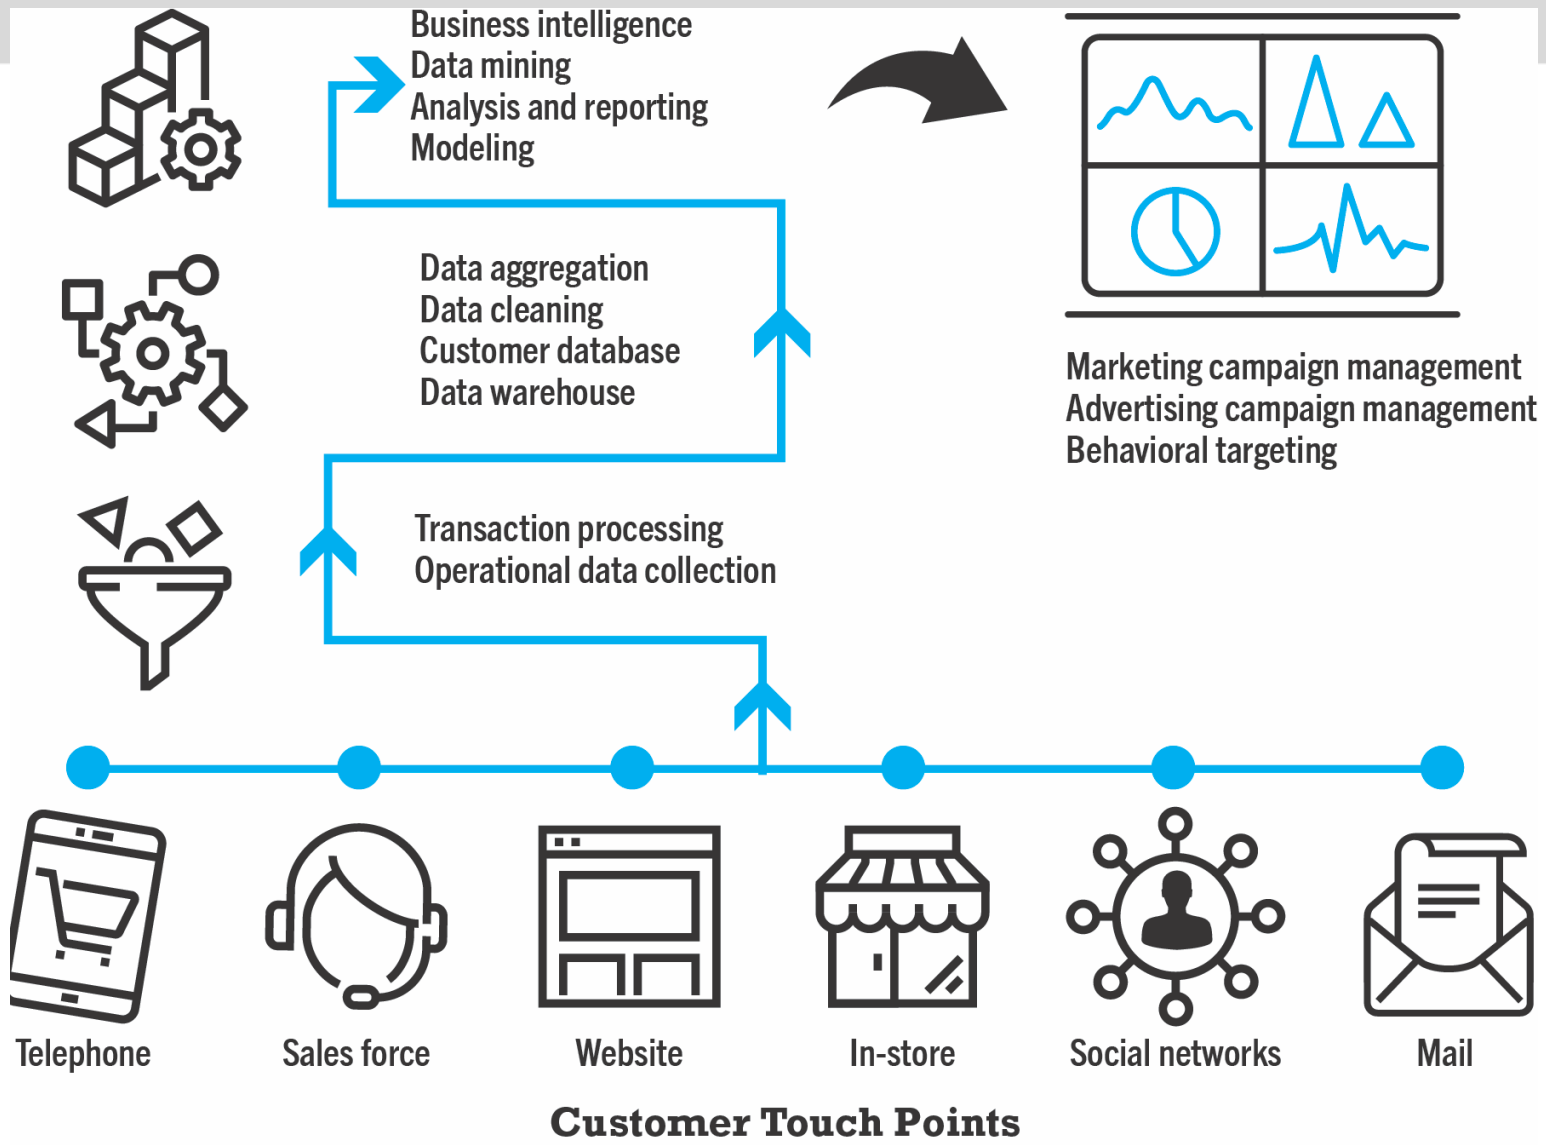 Business intelligence
Data mining
Analysis and reporting
Modeling
Data aggregation
Data cleaning
Customer database
Data warehouse
Marketing campaign management
Advertising campaign management
Behavioral targeting
Transaction processing
Operational data collection
Telephone
Sales force
Website
In-store
Social networks
Mail
Customer Touch Points